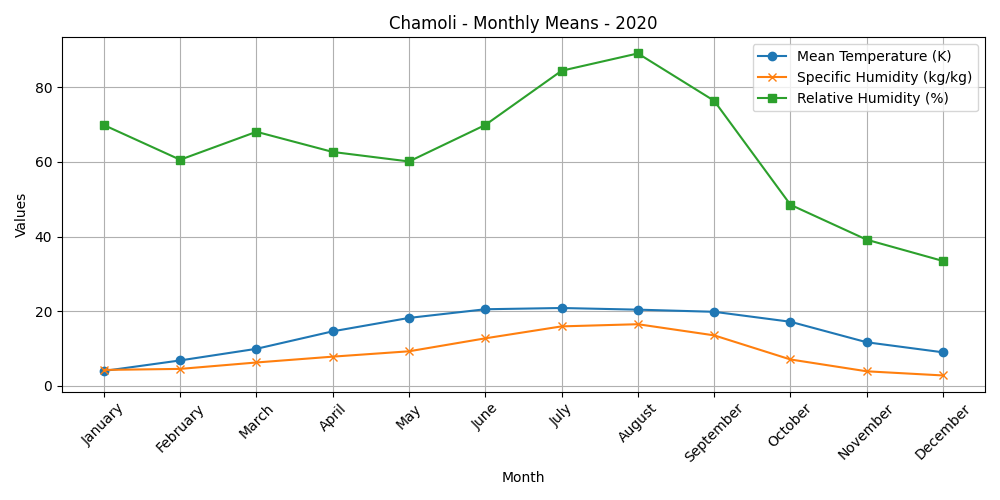 Chamoli - Monthly Means - 2020
Mean Temperature (K)
Specific Humidity (kg/kg)
Relative Humidity (%)
Values
80
60
40
20
0
January
February
March
April
May
June
July
August
September
October
November
December
Month